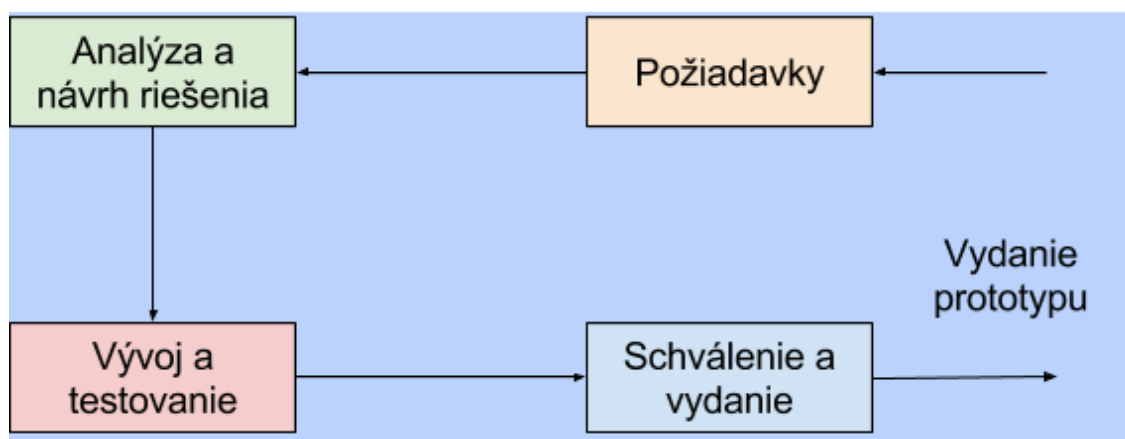 Analýza a
návrh riešenia
Požiadavky
Vydanie
prototypu
Vývoj a
testovanie
Schválenie a
vydanie